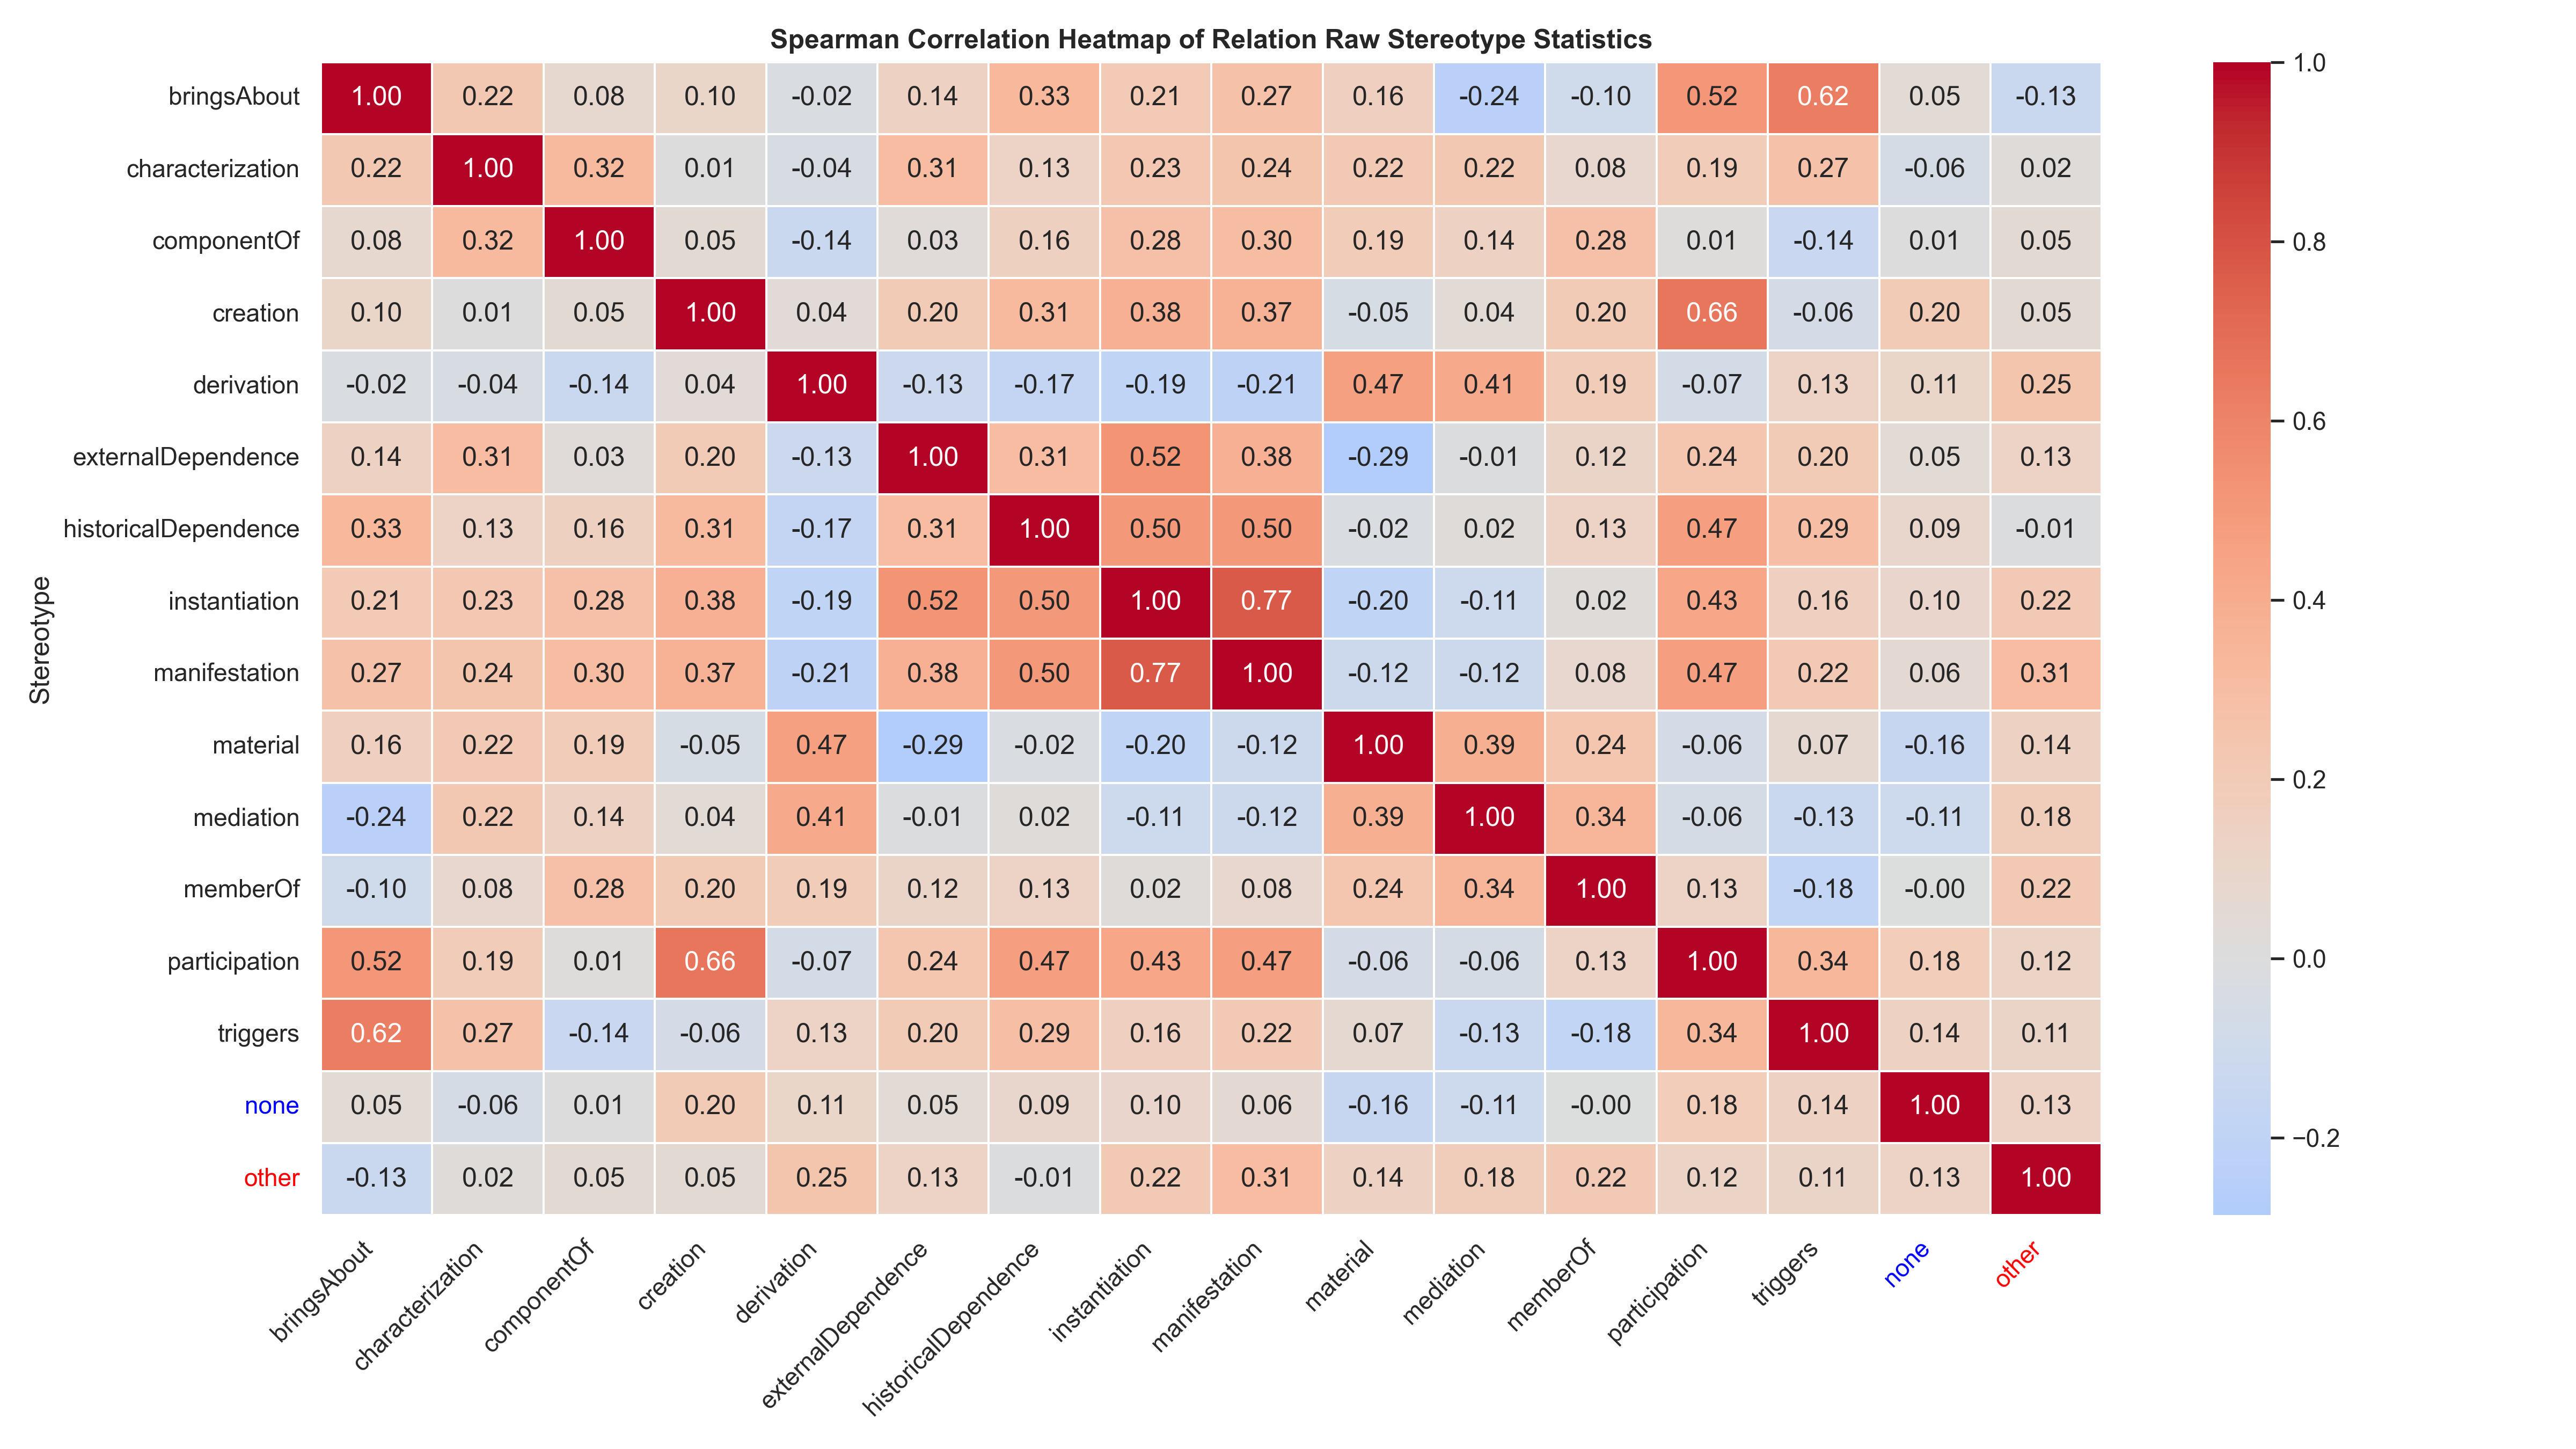 Spearman Correlation Heatmap of Relation Raw Stereotype Statistics
bringsAbout 1.00 0.22 0.08 0.10 -0.02 0.14 0.33 0.21 0.27 0.16 -0.24 -0.10 0.52 0.62 0.05 -0.13
characterization 0.22 1.00 0.32 0.01 -0.04 0.31 0.13 0.23 0.24 0.22 0.22 0.08 0.19 0.27 -0.06 0.02
componentOf 0.08 0.32 1.00 0.05 -0.14 0.03 0.16 0.28 0.30 0.19 0.14 0.28 0.01 -0.14 0.01 0.05
creation 0.10 0.01 0.05 1.00 0.04 0.20 0.31 0.38 0.37 -0.05 0.04 0.20 0.66 -0.06 0.20 0.05
derivation -0.02 -0.04 -0.14 0.04 1.00 -0.13 -0.17 -0.19 -0.21 0.47 0.41 0.19 -0.07 0.13 0.11 0.25
externalDependence 0.14 0.31 0.03 0.20 -0.13 1.00 0.31 0.52 0.38 -0.29 -0.01 0.12 0.24 0.20 0.05 0.13
historicalDependence 0.33 0.13 0.16 0.31 -0.17 0.31 1.00 0.50 0.50 -0.02 0.02 0.13 0.47 0.29 0.09 -0.01
instantiation 0.21 0.23 0.28 0.38 -0.19 0.52 0.50 1.00 0.77 -0.20 -0.11 0.02 0.43 0.16 0.10 0.22
manifestation 0.27 0.24 0.30 0.37 -0.21 0.38 0.50 0.77 1.00 -0.12 -0.12 0.08 0.47 0.22 0.06 0.31
material 0.16 0.22 0.19 -0.05 0.47 -0.29 -0.02 -0.20 -0.12 1.00 0.39 0.24 -0.06 0.07 -0.16 0.14
mediation -0.24 0.22 0.14 0.04 0.41 -0.01 0.02 -0.11 -0.12 0.39 1.00 0.34 -0.06 -0.13 -0.11 0.18
memberOf -0.10 0.08 0.28 0.20 0.19 0.12 0.13 0.02 0.08 0.24 0.34 1.00 0.13 -0.18 -0.00 0.22
participation 0.52 0.19 0.01 0.66 -0.07 0.24 0.47 0.43 0.47 -0.06 -0.06 0.13 1.00 0.34 0.18 0.12
triggers 0.62 0.27 -0.14 -0.06 0.13 0.20 0.29 0.16 0.22 0.07 -0.13 -0.18 0.34 1.00 0.14 0.11
none 0.05 -0.06 0.01 0.20 0.11 0.05 0.09 0.10 0.06 -0.16 -0.11 -0.00 0.18 0.14 1.00 0.13
other -0.13 0.02 0.05 0.05 0.25 0.13 -0.01 0.22 0.31 0.14 0.18 0.22 0.12 0.11 0.13 1.00
Stereotype
bringsAbout
characterization
componentOf
creation
derivation
externalDependence
historicalDependence
instantiation
manifestation
material
mediation
memberOf
participation
triggers
none
other
1.0
0.8
0.6
0.4
0.2
0.0
−0.2